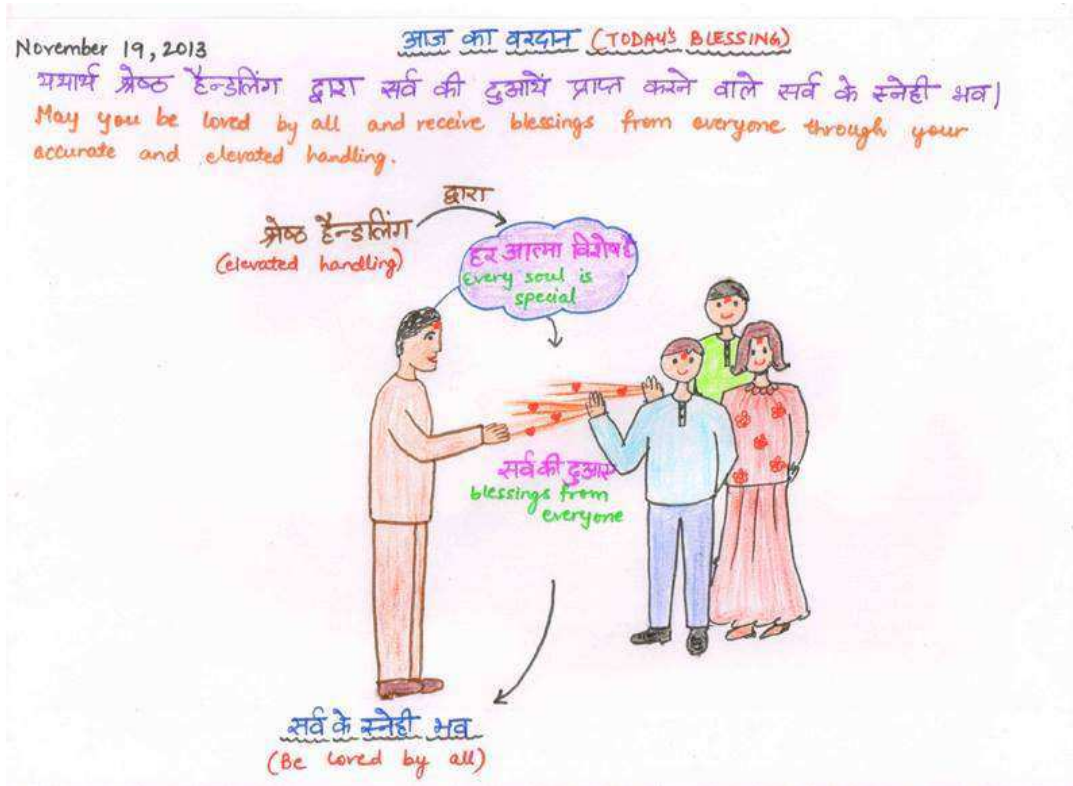 November 19, 2013
आज का वरदान (TODAY'S BLESSING)
यथार्थ श्रेष्ठ हैन्डलिंग द्वारा सर्व की दुआयें प्राप्त करने वाले सर्व के स्नेही भव।
May you be loved by all and receive blessings from everyone through your
accurate and elevated handling.
द्वारा
श्रेष्ठ हैन्डलिंग
(elevated handling)
हर आत्मा विशेष है
Every soul is
special
सर्व की दुआएं
blessings from
everyone
सर्व के स्नेही भव
(Be loved by all)